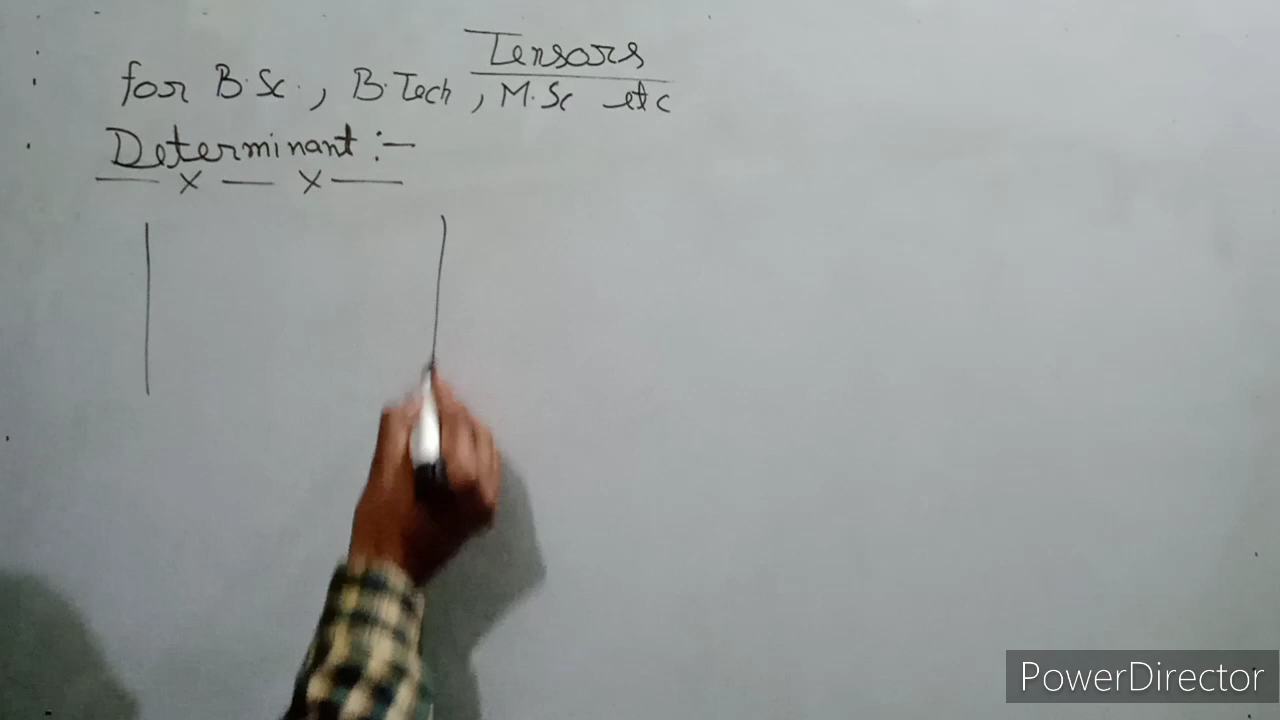 Tensors
for B.Sc., B.Tech, M.Sc etc
Determinant :-
— x — x —
PowerDirector